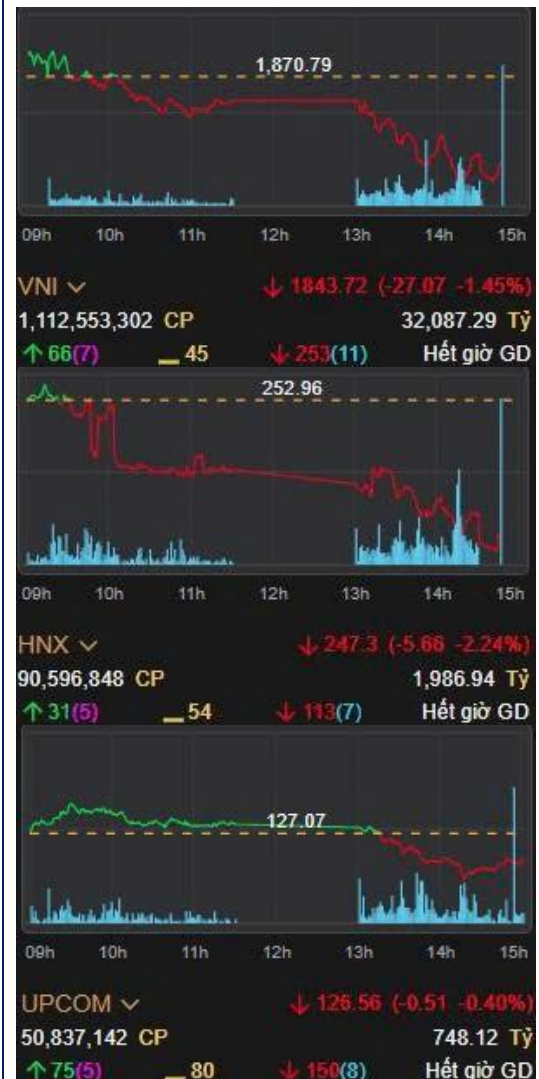 1,870.79
09h 10h 11h 12h 13h 14h 15h
VNI ↓ 1843.72 (-27.07 -1.45%)
1,112,553,302 CP 32,087.29 Tỷ
↑ 66(7) 45 ↓ 253(11) Hết giờ GD
252.96
09h 10h 11h 12h 13h 14h 15h
HNX ↓ 247.3 (-5.66 -2.24%)
90,596,848 CP 1,986.94 Tỷ
↑ 31(5) 54 ↓ 113(7) Hết giờ GD
127.07
09h 10h 11h 12h 13h 14h 15h
UPCOM ↓ 126.56 (-0.51 -0.40%)
50,837,142 CP 748.12 Tỷ
↑ 75(5) 80 ↓ 150(8) Hết giờ GD